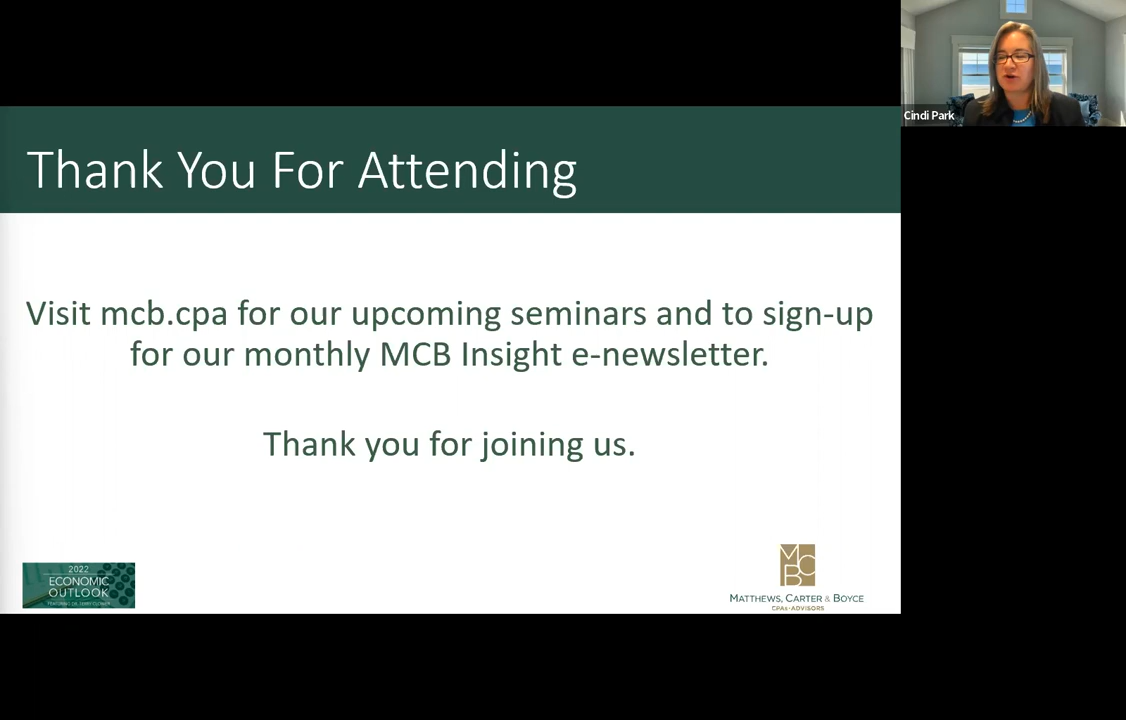 Cindi Park
Thank You For Attending
Visit mcb.cpa for our upcoming seminars and to sign-up
for our monthly MCB Insight e-newsletter.
Thank you for joining us.
2022
ECONOMIC
OUTLOOK
MCB
MATTHEWS, CARTER & BOYCE
CPAs-ADVISORS